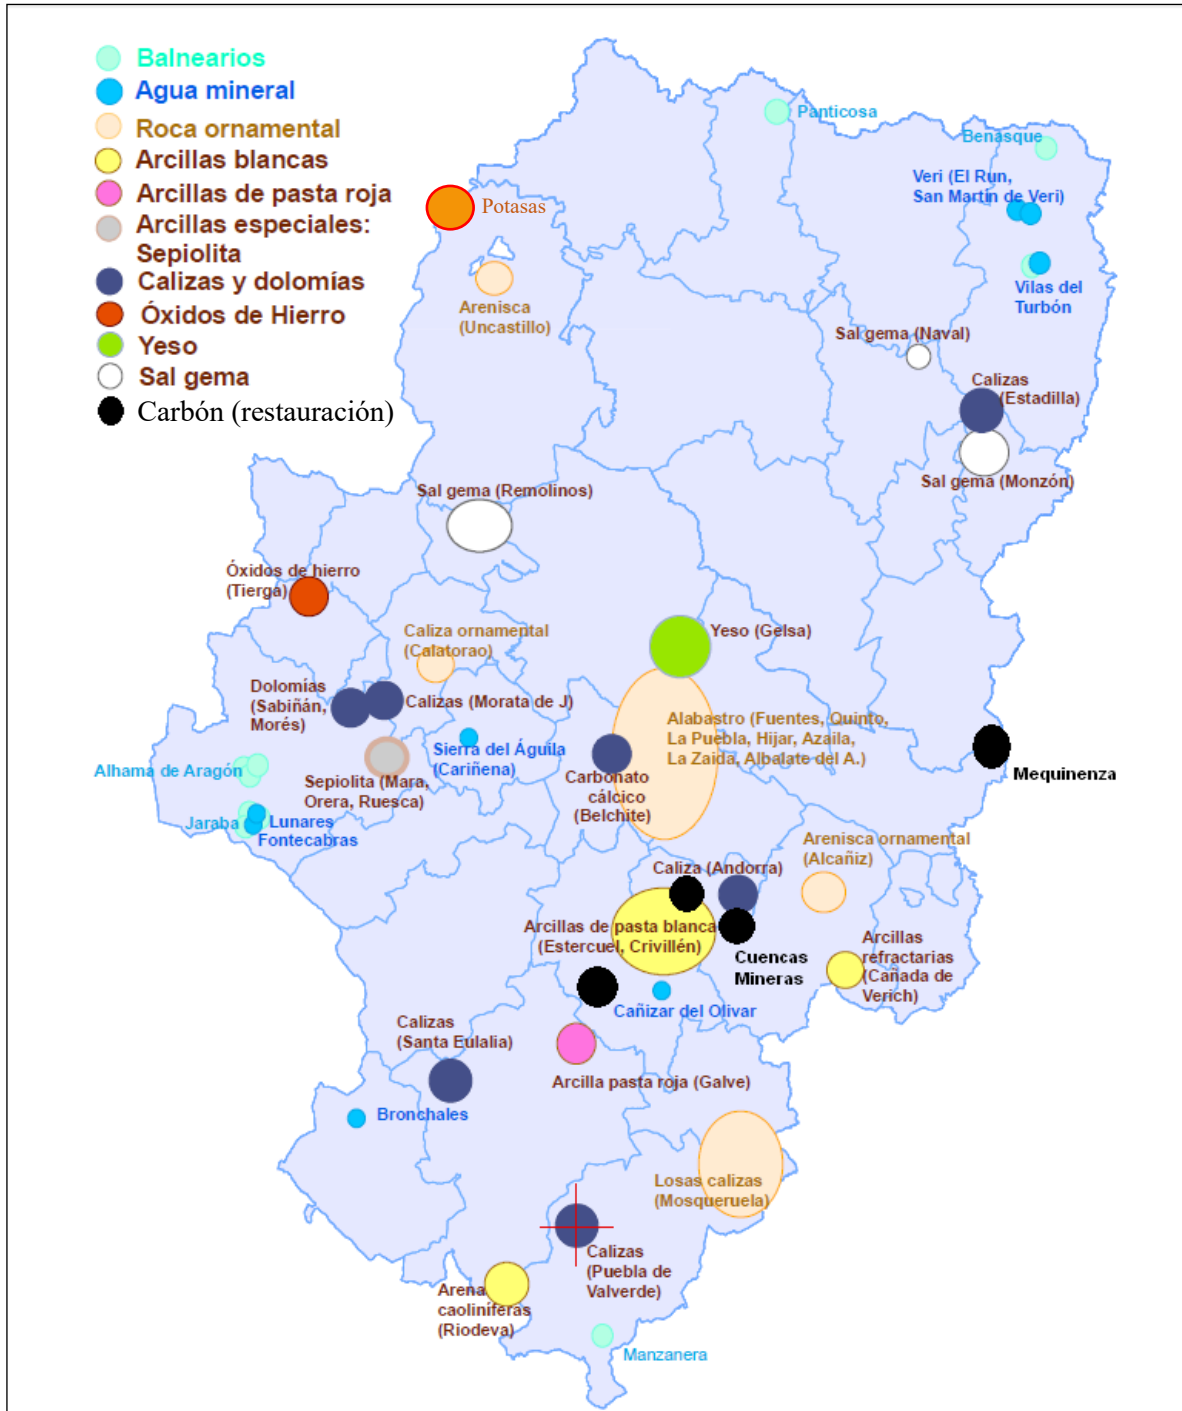 Balnearios
Agua mineral
Roca ornamental
Arcillas blancas
Arcillas de pasta roja
Arcillas especiales:
Sepiolita
Calizas y dolomías
Óxidos de Hierro
Yeso
Sal gema
Carbón (restauración)
Panticosa
Benasque
Veri (El Run,
San Martín de Veri)
Potasas
Vilas del
Turbón
Arenisca
(Uncastillo)
Sal gema (Naval)
Calizas
(Estadilla)
Sal gema (Monzón)
Sal gema (Remolinos)
Óxidos de hierro
(Tierga)
Caliza ornamental
(Calatorao)
Yeso (Gelsa)
Dolomías
(Sabiñán,
Morés)
Calizas (Morata de J)
Alabastro (Fuentes, Quinto,
La Puebla, Hijar, Azaila,
La Zaida, Albalate del A.)
Sierra del Águila
(Cariñena)
Alhama de Aragón
Sepiolita (Mara,
Orera, Ruesca)
Carbonato
cálcico
(Belchite)
Mequinenza
Jaraba
Lunares
Fontecabras
Arenisca ornamental
(Alcañiz)
Caliza (Andorra)
Arcillas de pasta blanca
(Estercuel, Crivillén)
Cuencas
Mineras
Arcillas
refractarias
(Cañada de
Verich)
Cañizar del Olivar
Calizas
(Santa Eulalia)
Arcilla pasta roja (Galve)
Bronchales
Losas calizas
(Mosqueruela)
Calizas
(Puebla de
Valverde)
Arena
caoliníferas
(Riodeva)
Manzanera